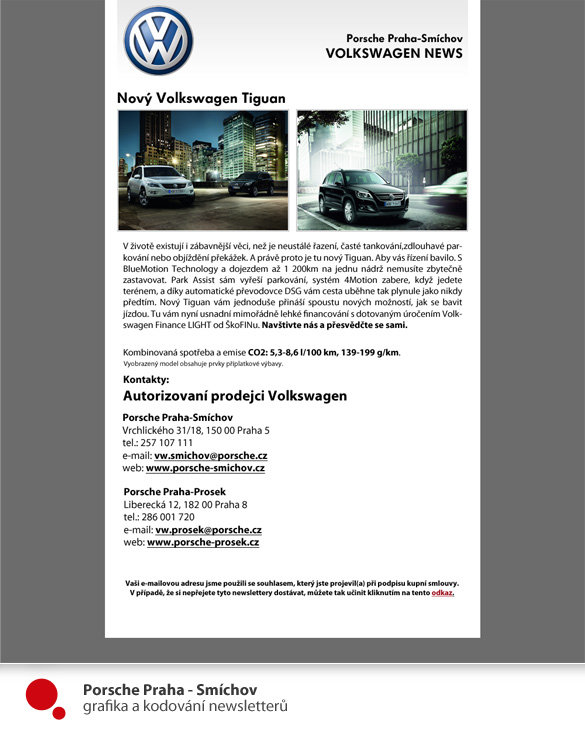 Porsche Praha-Smíchov
VOLKSWAGEN NEWS
Nový Volkswagen Tiguan
V životě existují i zábavnější věci, než je neustálé řazení, časté tankování,zdlouhavé par-
kování nebo objíždění překážek. A právě proto je tu nový Tiguan. Aby vás řízení bavilo. S
BlueMotion Technology a dojezdem až 1 200km na jednu nádrž nemusíte zbytečně
zastavovat. Park Assist sám vyřeší parkování, systém 4Motion zabere, když jedete
terénem, a díky automatické převodovce DSG vám cesta uběhne tak plynule jako nikdy
předtím. Nový Tiguan vám jednoduše přináší spoustu nových možností, jak se bavit
jízdou. Tu vám nyní usnadní mimořádně lehké financování s dotovaným úročením Volk-
swagen Finance LIGHT od ŠkoFINu. Navštivte nás a přesvědčte se sami.
Kombinovaná spotřeba a emise CO2: 5,3-8,6 l/100 km, 139-199 g/km.
Vyobrazený model obsahuje prvky příplatkové výbavy.
Kontakty:
Autorizovaní prodejci Volkswagen
Porsche Praha-Smíchov
Vrchlického 31/18, 150 00 Praha 5
tel.: 257 107 111
e-mail: vw.smichov@porsche.cz
web: www.porsche-smichov.cz
Porsche Praha-Prosek
Liberecká 12, 182 00 Praha 8
tel.: 286 001 720
e-mail: vw.prosek@porsche.cz
web: www.porsche-prosek.cz
Vaši e-mailovou adresu jsme použili se souhlasem, který jste projevil(a) při podpisu kupní smlouvy.
V případě, že si nepřejete tyto newslettery dostávat, můžete tak učinit kliknutím na tento odkaz.
Porsche Praha - Smíchov
grafika a kódování newsletterů